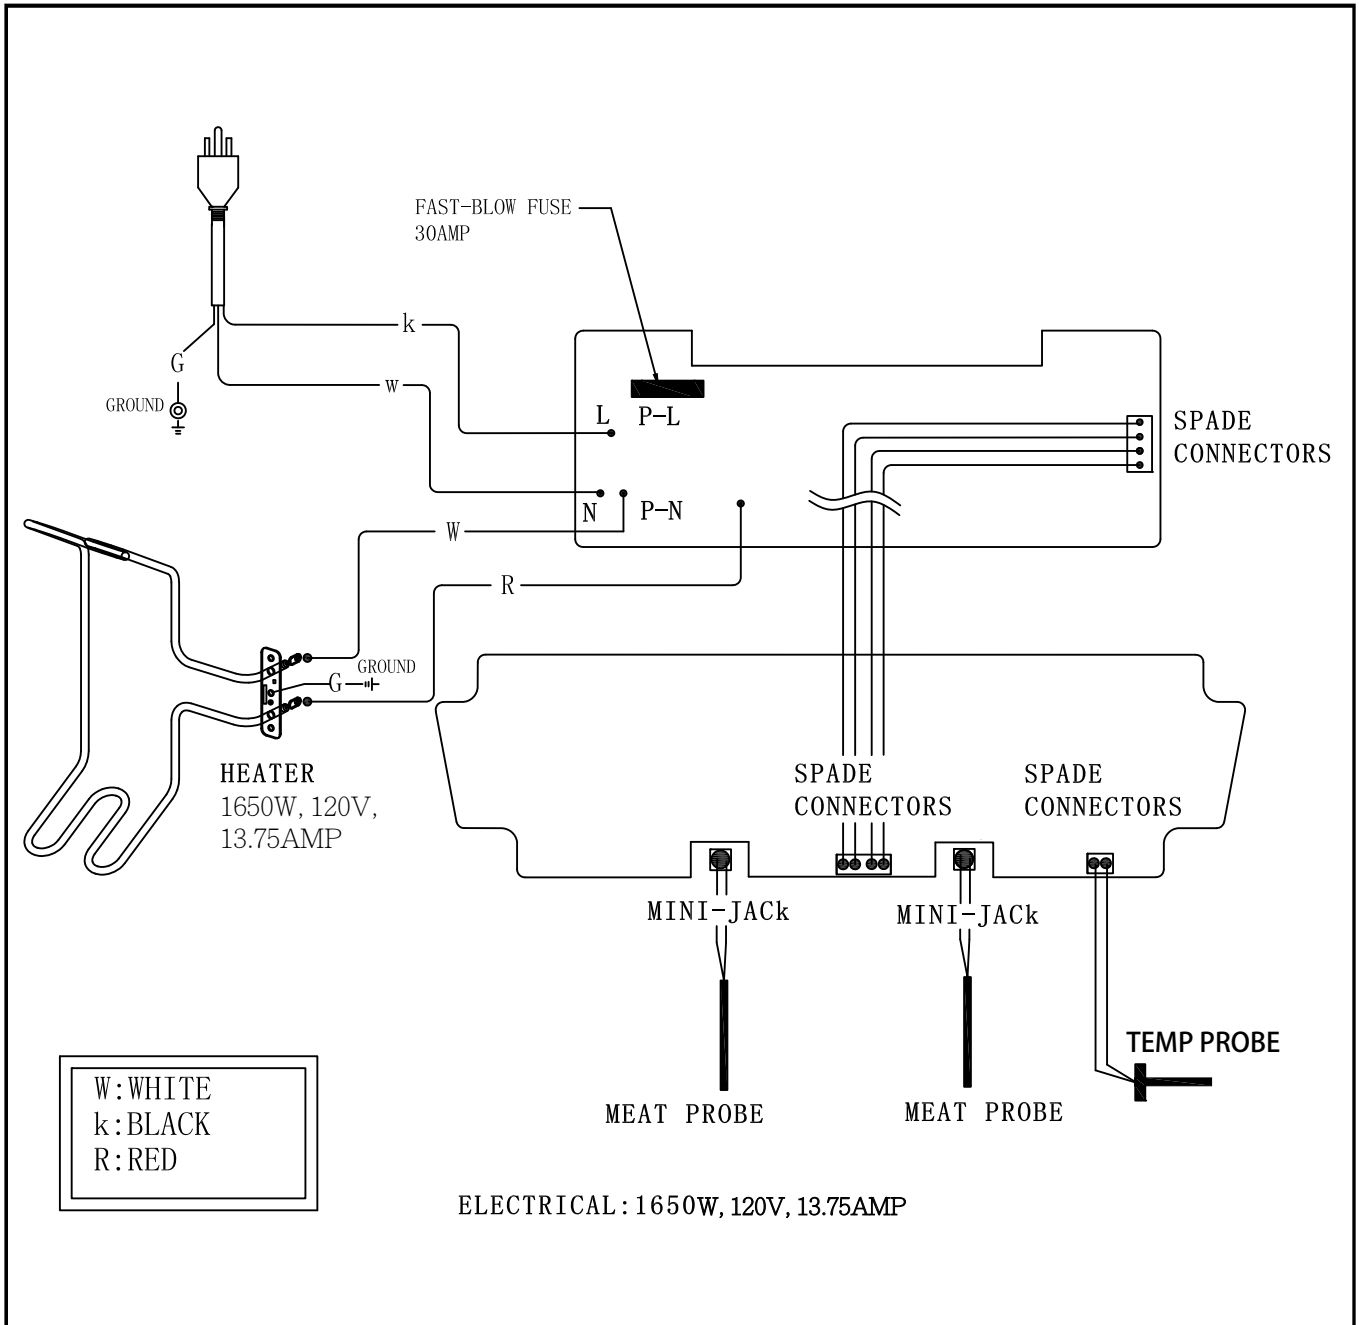 FAST-BLOW FUSE
30AMP
k
G
w
GROUND
L
P-L
SPADE
CONNECTORS
N
P-N
W
R
GROUND
G
HEATER
1650W, 120V,
13.75AMP
SPADE
CONNECTORS
SPADE
CONNECTORS
MINI-JACk
MINI-JACk
TEMP PROBE
MEAT PROBE
MEAT PROBE
W:WHITE
k:BLACK
R:RED
ELECTRICAL:1650W, 120V, 13.75AMP